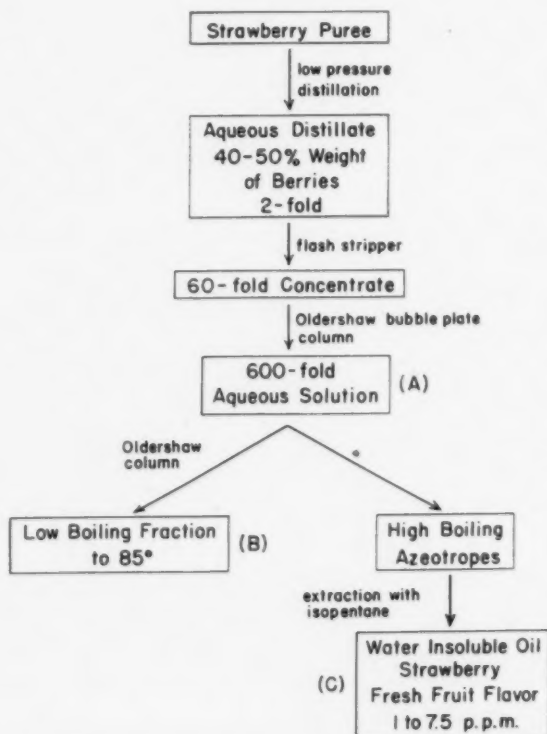 Strawberry Puree
low pressure
distillation
Aqueous Distillate
40-50% Weight
of Berries
2-fold
flash stripper
60-fold Concentrate
Oldershaw bubble plate
column
600-fold
Aqueous Solution
(A)
Oldershaw
column
Low Boiling Fraction
to 85°
(B)
High Boiling
Azeotropes
extraction with
isopentane
(C)
Water Insoluble Oil
Strawberry
Fresh Fruit Flavor
1 to 7.5 p.p.m.